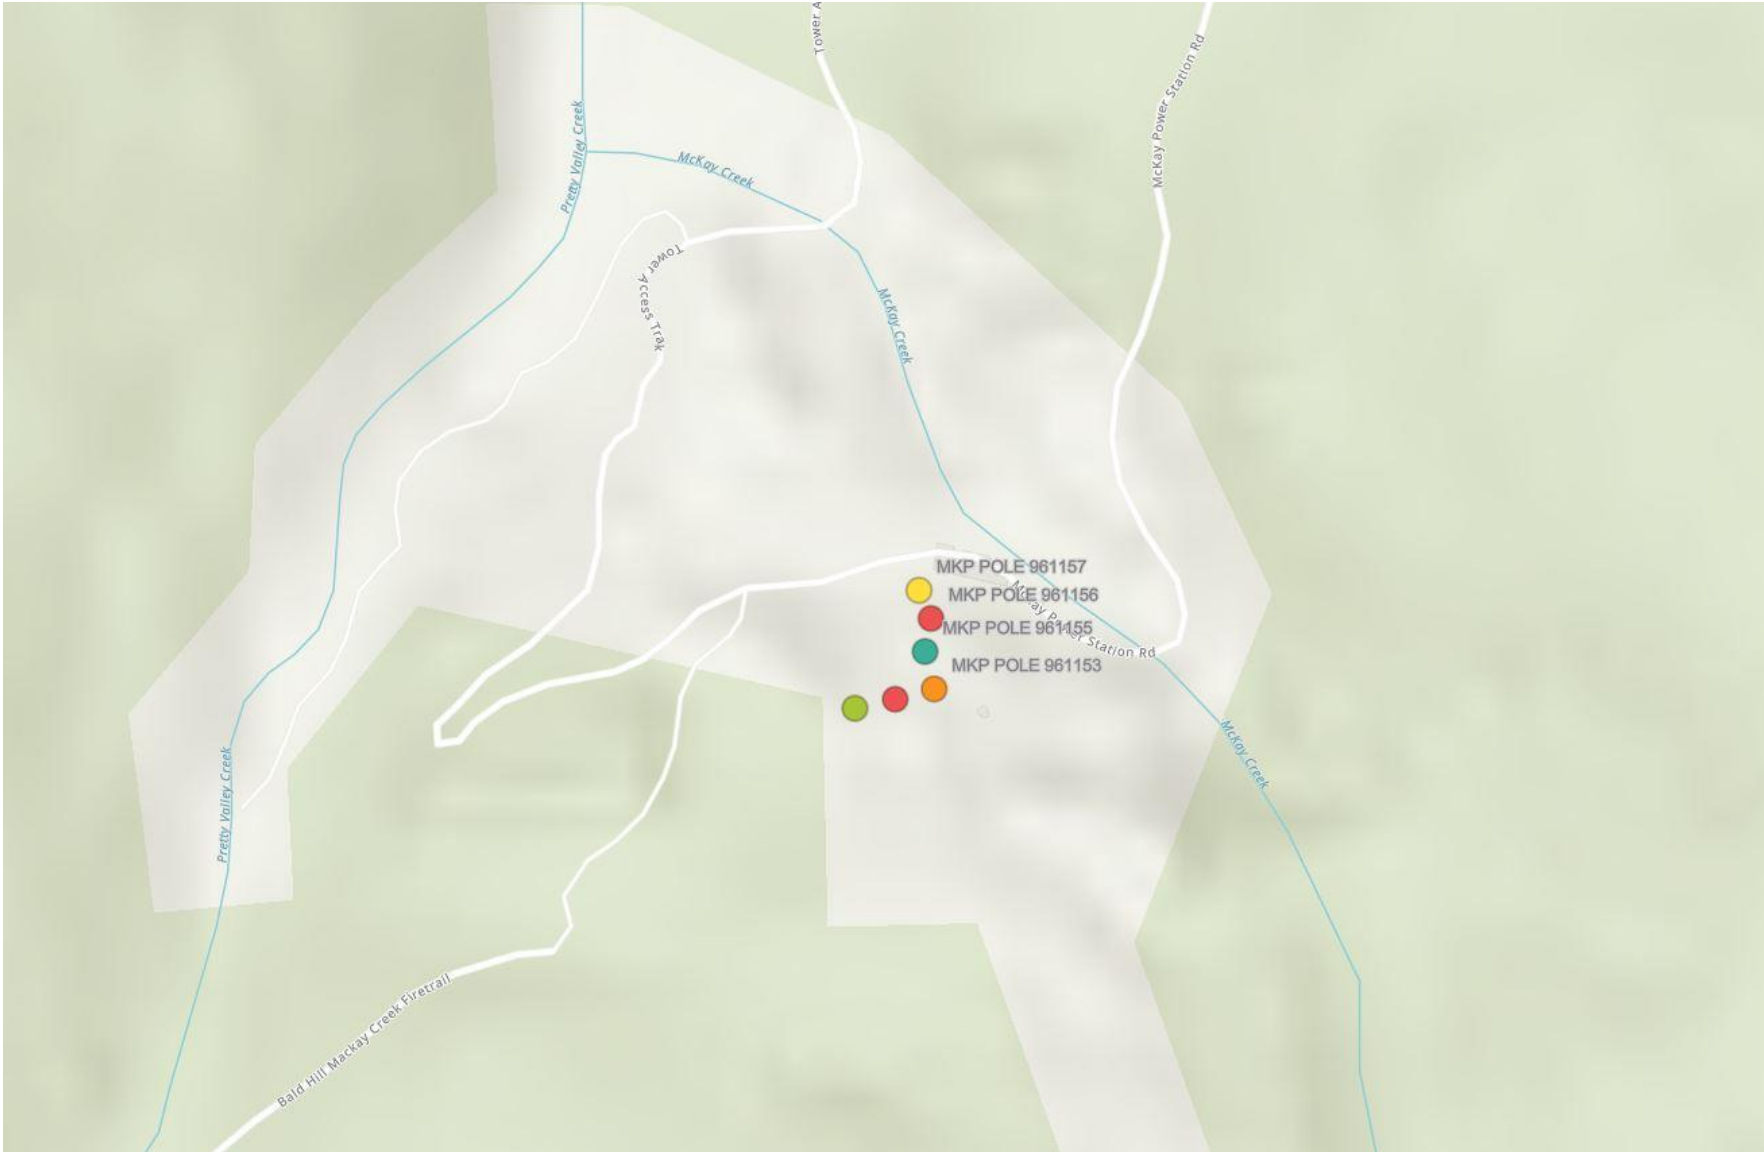 Tower A
McKay Power Station Rd
Pretty Valley Creek
McKay Creek
Tower Access Trak
McKay Creek
MKP POLE 961157
MKP POLE 961156
MKP POLE 961155
McKay Power Station Rd
MKP POLE 961153
McKay Creek
Pretty Valley Creek
Bald Hill Mackay Creek Firetrail